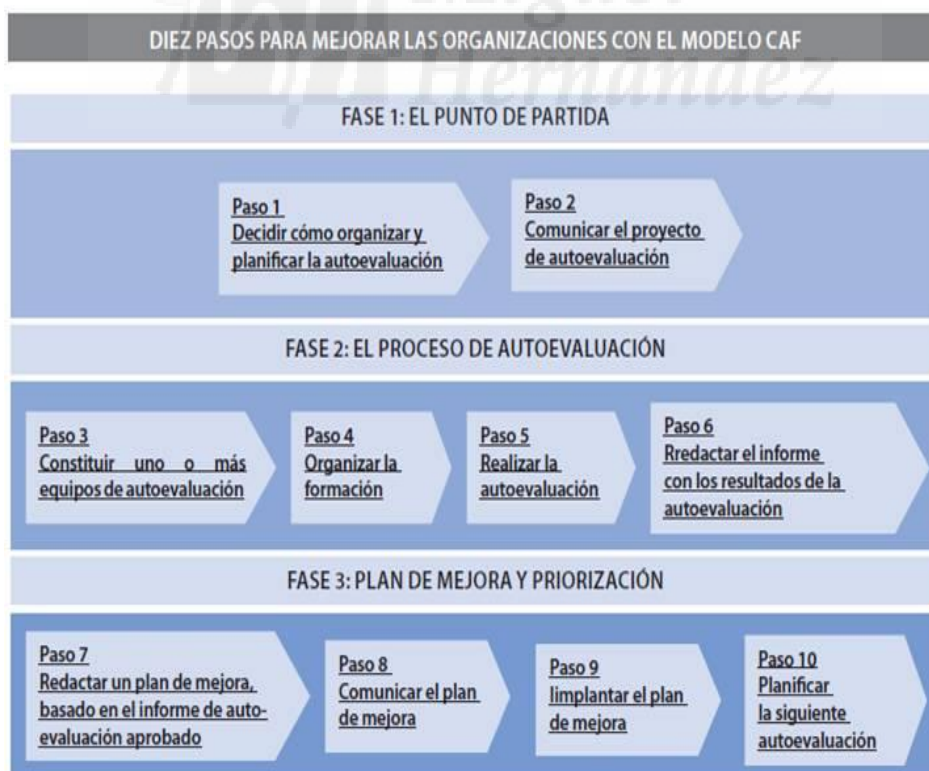 Miguel
Hernández
DIEZ PASOS PARA MEJORAR LAS ORGANIZACIONES CON EL MODELO CAF
FASE 1: EL PUNTO DE PARTIDA
Paso 1
Decidir cómo organizar y
planificar la autoevaluación
Paso 2
Comunicar el proyecto
de autoevaluación
FASE 2: EL PROCESO DE AUTOEVALUACIÓN
Paso 3
Constituir uno o más
equipos de autoevaluación
Paso 4
Organizar la
formación
Paso 5
Realizar la
autoevaluación
Paso 6
Rredactar el informe
con los resultados de la
autoevaluación
FASE 3: PLAN DE MEJORA Y PRIORIZACIÓN
Paso 7
Redactar un plan de mejora,
basado en el informe de auto-
evaluación aprobado
Paso 8
Comunicar el plan
de mejora
Paso 9
Iimplantar el plan
de mejora
Paso 10
Planificar
la siguiente
autoevaluación